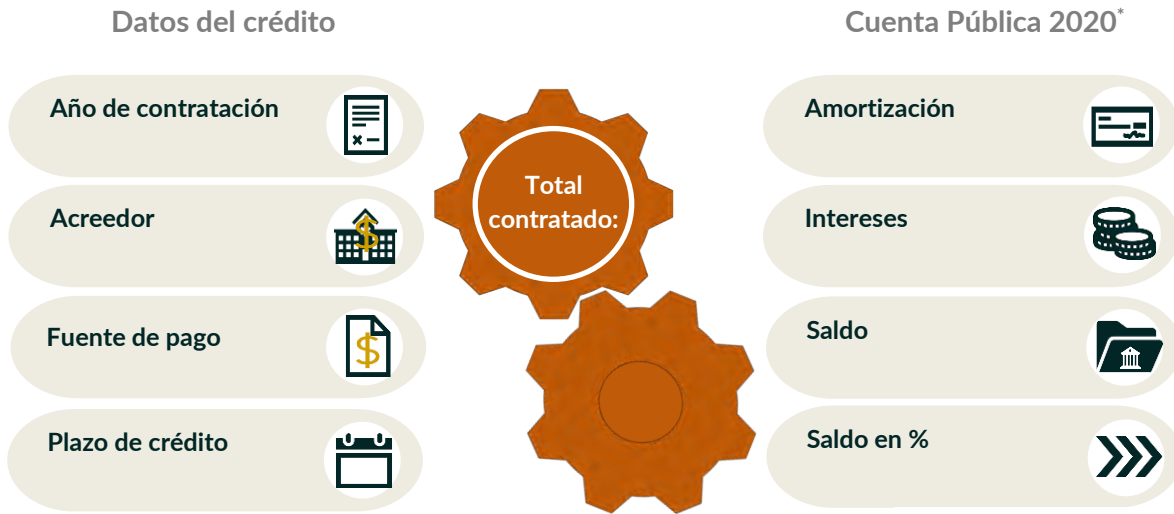 Datos del crédito
Cuenta Pública 2020*
Año de contratación
Acreedor
Fuente de pago
Plazo de crédito
Total
contratado:
Amortización
Intereses
Saldo
Saldo en %